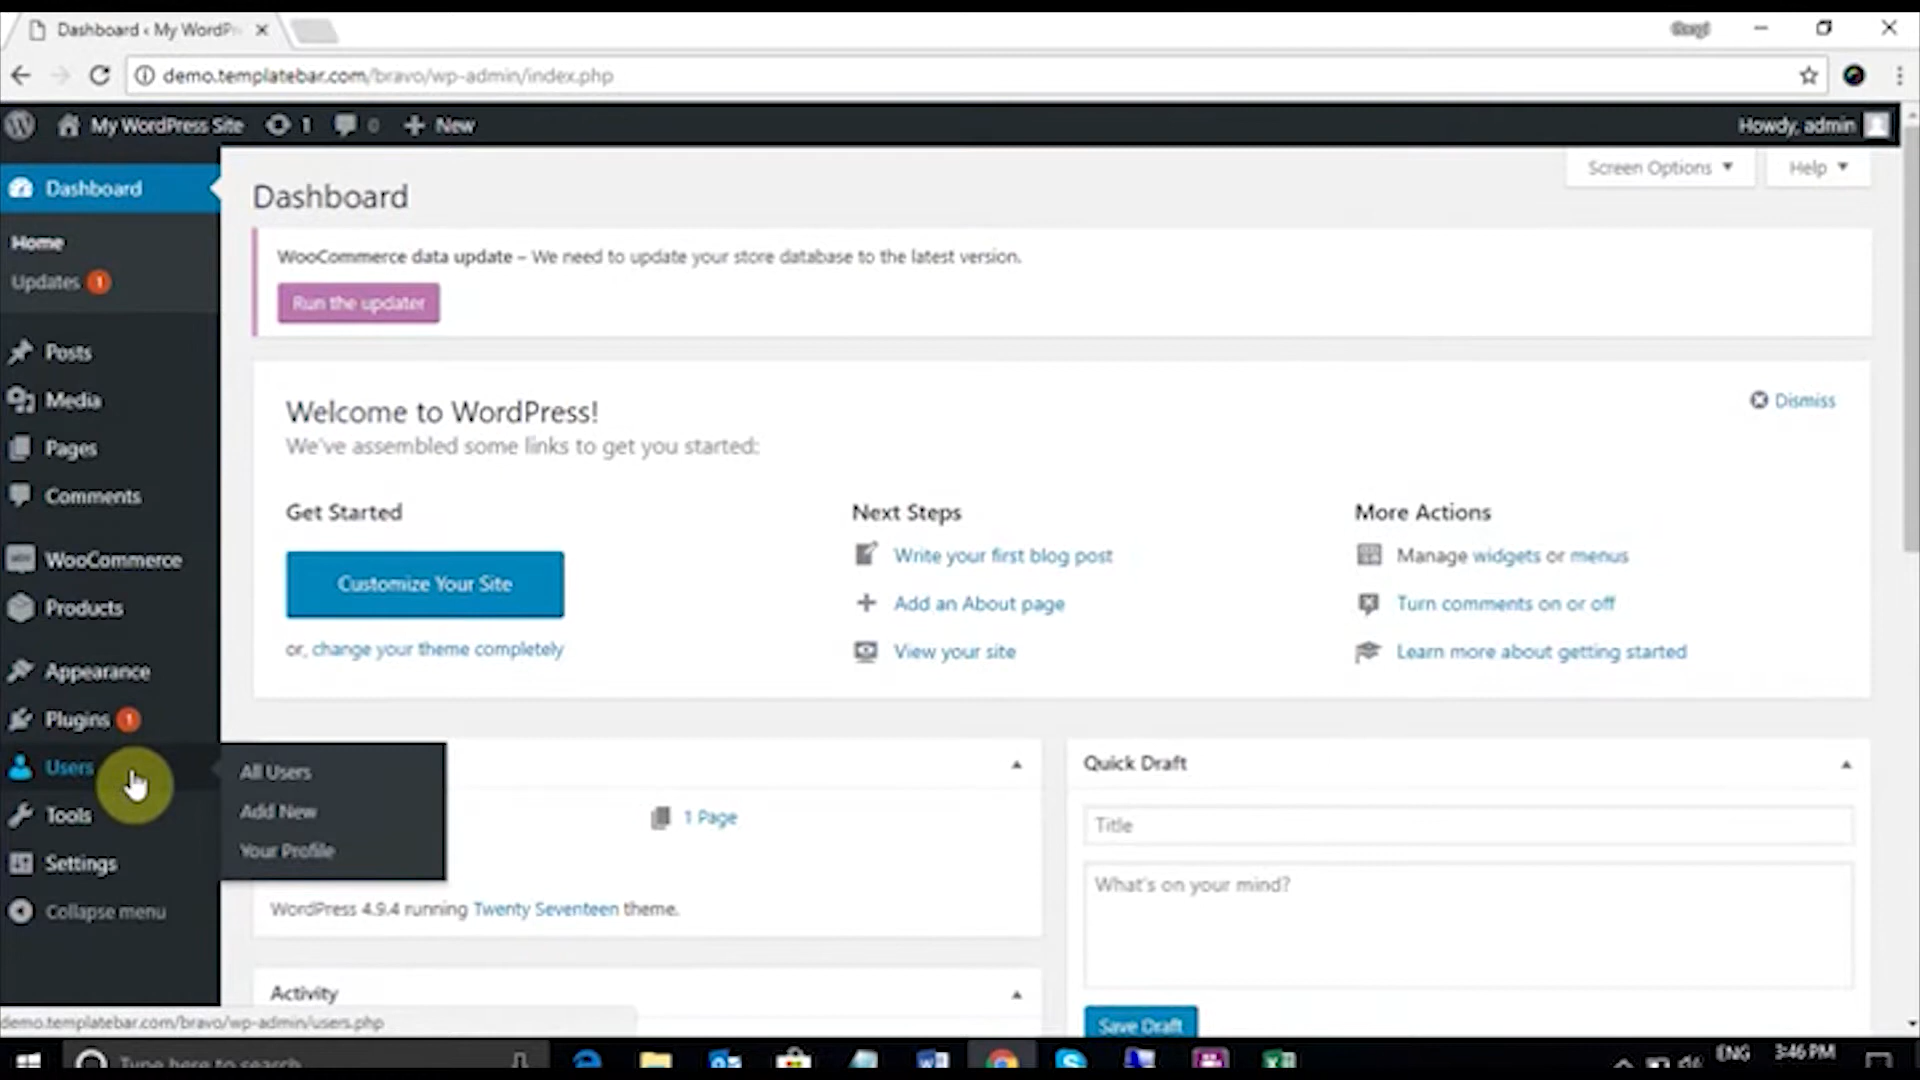 Dashboard ‹ My WordPr
demo.templatebar.com/bravo/wp-admin/index.php
My WordPress Site
1
0
New
Howdy, admin
Dashboard
Home
Updates 1
Posts
Media
Pages
Comments
WooCommerce
Products
Appearance
Plugins 1
Users
Tools
Settings
Collapse menu
All Users
Add New
Your Profile
Screen Options
Help
Dashboard
WooCommerce data update – We need to update your store database to the latest version.
Run the updater
Welcome to WordPress!
Dismiss
We've assembled some links to get you started:
Get Started
Customize Your Site
or, change your theme completely
Next Steps
Write your first blog post
Add an About page
View your site
More Actions
Manage widgets or menus
Turn comments on or off
Learn more about getting started
1 Page
WordPress 4.9.4 running Twenty Seventeen theme.
Activity
Quick Draft
Title
What's on your mind?
Save Draft
demo.templatebar.com/bravo/wp-admin/users.php
Type here to search
ENG
3:46 PM